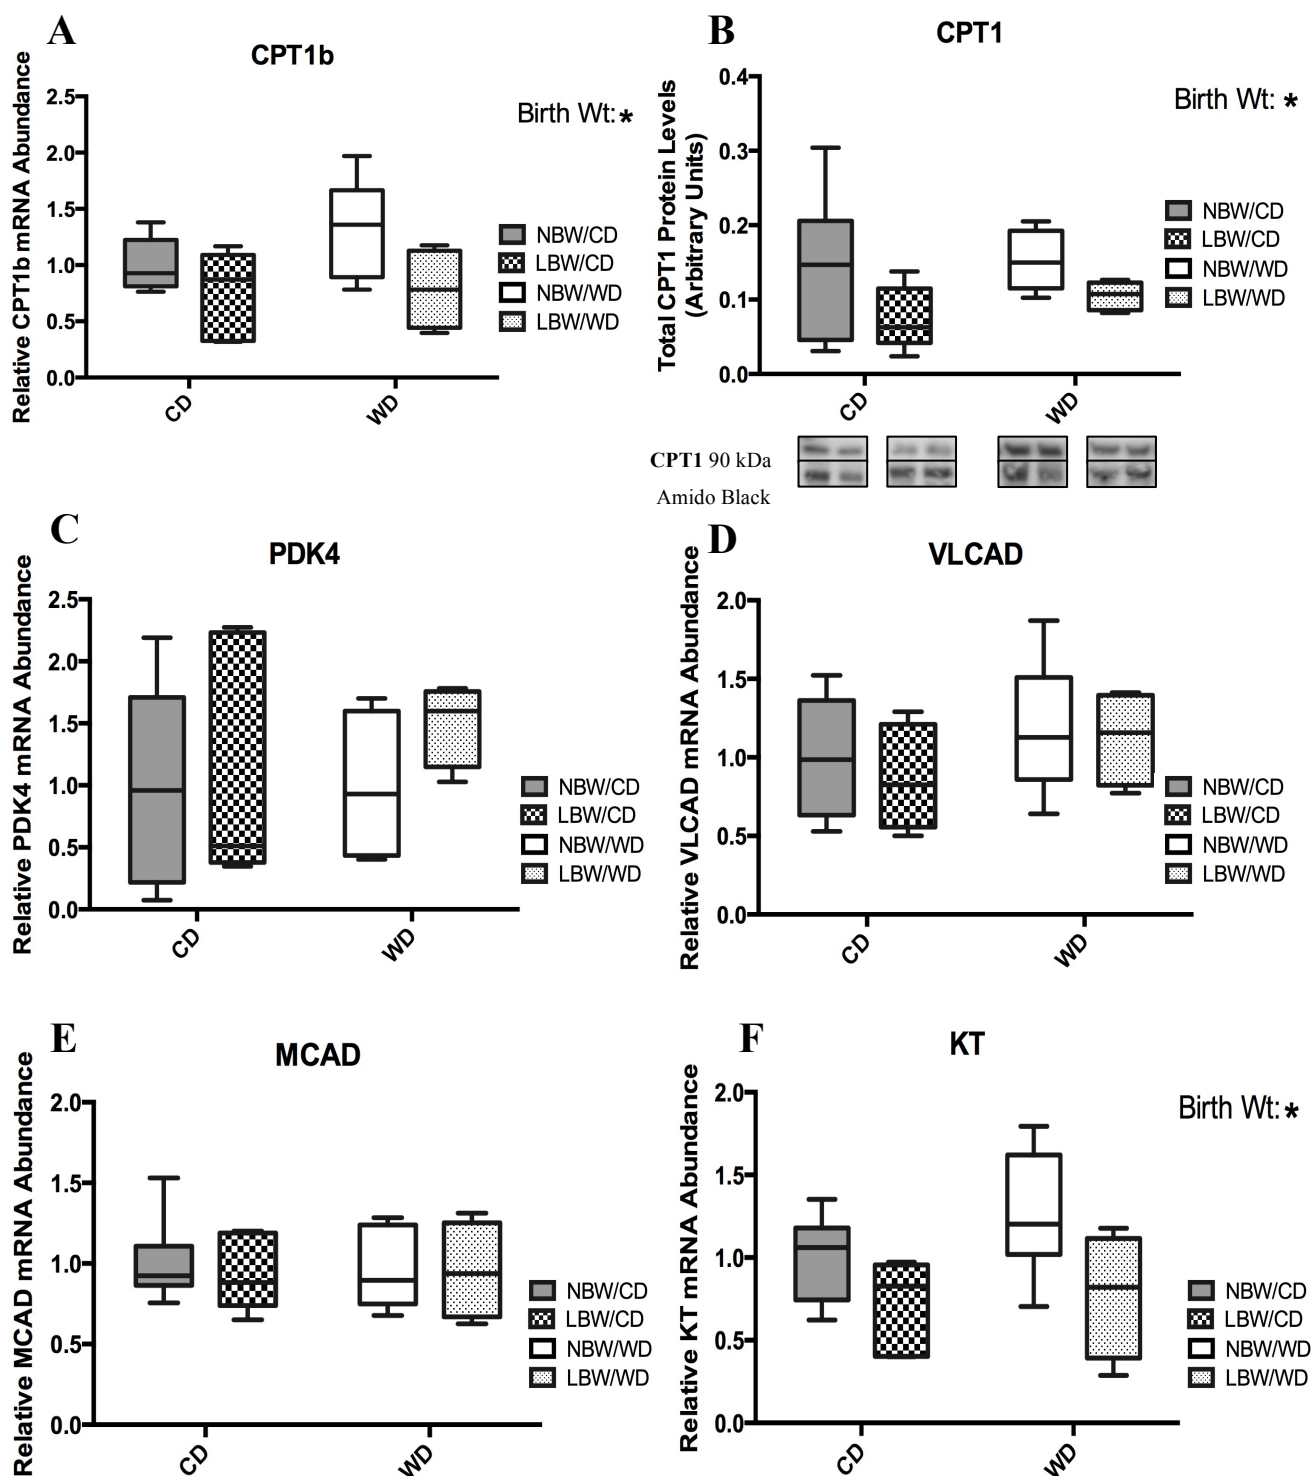 A
CPT1b
Relative CPT1b mRNA Abundance
2.5
2.0
1.5
1.0
0.5
0.0
CD
WD
Birth Wt: *
NBW/CD
LBW/CD
NBW/WD
LBW/WD
B
CPT1
Total CPT1 Protein Levels
(Arbitrary Units)
0.4
0.3
0.2
0.1
0.0
CD
WD
Birth Wt: *
NBW/CD
LBW/CD
NBW/WD
LBW/WD
CPT1 90 kDa
Amido Black
C
PDK4
Relative PDK4 mRNA Abundance
2.5
2.0
1.5
1.0
0.5
0.0
CD
WD
NBW/CD
LBW/CD
NBW/WD
LBW/WD
D
VLCAD
Relative VLCAD mRNA Abundance
2.0
1.5
1.0
0.5
0.0
CD
WD
NBW/CD
LBW/CD
NBW/WD
LBW/WD
E
MCAD
Relative MCAD mRNA Abundance
2.0
1.5
1.0
0.5
0.0
CD
WD
NBW/CD
LBW/CD
NBW/WD
LBW/WD
F
KT
Relative KT mRNA Abundance
2.0
1.5
1.0
0.5
0.0
CD
WD
Birth Wt: *
NBW/CD
LBW/CD
NBW/WD
LBW/WD